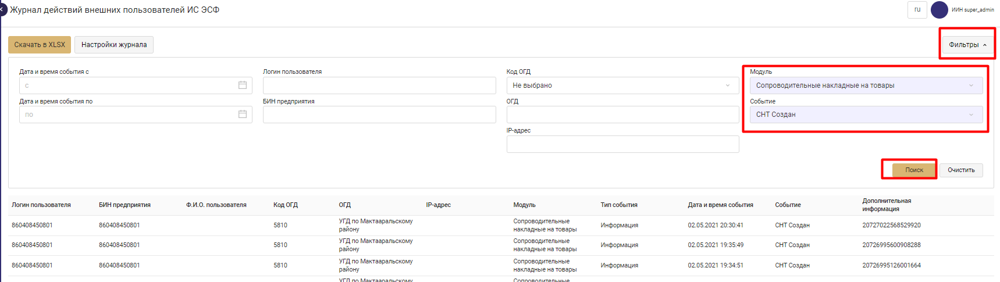 Журнал действий внешних пользователей ИС ЭСФ
ru
ИИН super_admin
Скачать в XLSX
Настройки журнала
Фильтры
Дата и время события с
Логин пользователя
Код ОГД
Модуль
с
Не выбрано
Сопроводительные накладные на товары
Дата и время события по
БИН предприятия
ОГД
Событие
по
СНТ Создан
IP-адрес
Поиск
Очистить
Логин пользователя БИН предприятия Ф.И.О. пользователя Код ОГД ОГД IP-адрес Модуль Тип события Дата и время события Событие Дополнительная
информация
860408450801 860408450801 5810 УГД по Мактааральскому Сопроводительные Информация 02.05.2021 20:30:41 СНТ Создан 20727022568529920
району накладные на товары
860408450801 860408450801 5810 УГД по Мактааральскому Сопроводительные Информация 02.05.2021 19:35:49 СНТ Создан 20726995600908288
району накладные на товары
860408450801 860408450801 5810 УГД по Мактааральскому Сопроводительные Информация 02.05.2021 19:34:51 СНТ Создан 20726995126001664
району накладные на товары
УГД по Мактааральскому Сопроводительные